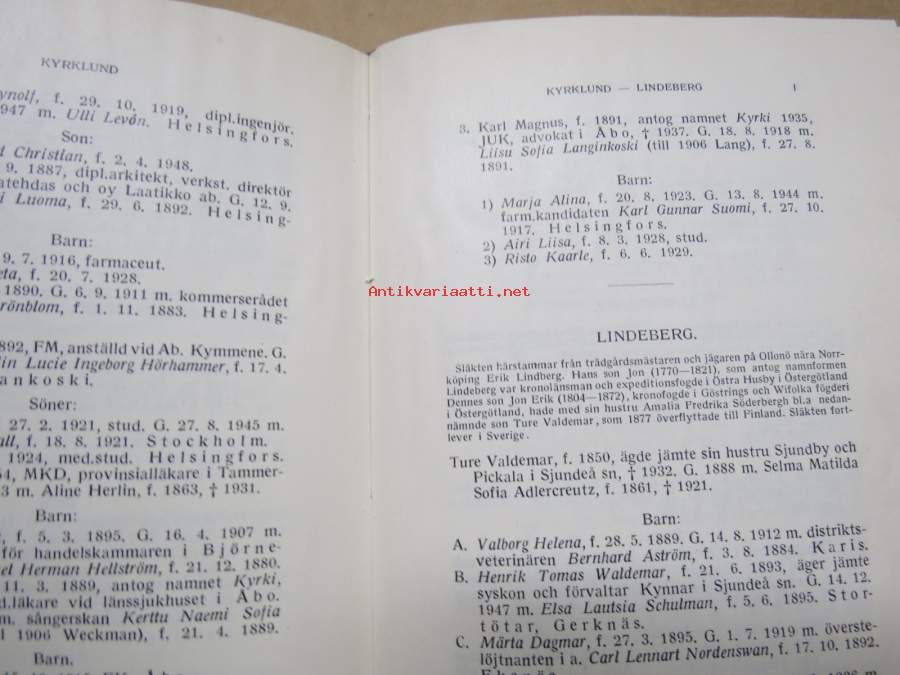 KYRKLUND
f. 29. 10. 1919, dipl.ingenjör.
1947 m. Ulli Levón. Helsingfors.
Son:
Christian, f. 2. 4. 1948.
9. 1887, dipl.arkitekt, verkst. direktör
och oy Laatikko ab. G. 12. 9.
Luoma, f. 29. 6. 1892. Helsing-
Barn:
9. 7. 1916, farmaceut.
f. 20. 7. 1928.
1890. G. 6. 9. 1911 m. kommerserådet
f. 1. 11. 1883. Helsing-
1892, FM, anställd vid Ab. Kymmene. G.
Lucie Ingeborg Hörhammer, f. 17. 4.
Söner:
27. 2. 1921, stud. G. 27. 8. 1945 m.
f. 18. 8. 1921. Stockholm.
1924, med.stud. Helsingfors.
MKD, provinsialläkare i Tammer-
3 m. Aline Herlin, f. 1863, † 1931.
Barn:
f. 5. 3. 1895. G. 16. 4. 1907 m.
för handelskammaren i Björne-
Herman Hellström, f. 21. 12. 1880.
11. 3. 1889, antog namnet Kyrki,
läkare vid länssjukhuset i Åbo.
m. sångerskan Kerttu Naemi Sofia
1906 Weckman), f. 21. 4. 1889.
Barn.
KYRKLUND — LINDEBERG
3. Karl Magnus, f. 1891, antog namnet Kyrki 1935,
JUK, advokat i Åbo, † 1937. G. 18. 8. 1918 m.
Liisu Sofia Langinkoski (till 1906 Lang), f. 27. 8.
1891.
Barn:
1) Marja Alina, f. 20. 8. 1923. G. 13. 8. 1944 m.
farm.kandidaten Karl Gunnar Suomi, f. 27. 10.
1917. Helsingfors.
2) Airi Liisa, f. 8. 3. 1928, stud.
3) Risto Kaarle, f. 6. 6. 1929.
Antikvariaatti.net
LINDEBERG.
Släkten härstammar från trädgårdsmästaren och jägaren på Ollonö nära Norr-
köping Erik Lindberg. Hans son Jon (1770—1821), som antog namnformen
Lindeberg var kronolänsman och expeditionsfogde i Östra Husby i Östergötland
Dennes son Jon Erik (1804—1872), kronofogde i Göstrings och Wifolka fögderi
i Östergötland, hade med sin hustru Amalia Fredrika Söderbergh bl.a nedan-
nämnde son Ture Valdemar, som 1877 överflyttade till Finland. Släkten fort-
lever i Sverige.
Ture Valdemar, f. 1850, ägde jämte sin hustru Sjundby och
Pickala i Sjundeå sn, † 1932. G. 1888 m. Selma Matilda
Sofia Adlercreutz, f. 1861, † 1921.
Barn:
A. Valborg Helena, f. 28. 5. 1889. G. 14. 8. 1912 m. distrikts-
veterinären Bernhard Aström, f. 3. 8. 1884. Karis.
B. Henrik Tomas Waldemar, f. 21. 6. 1893, äger jämte
syskon och förvaltar Kynnar i Sjundeå sn. G. 14. 12.
1947 m. Elsa Lautsia Schulman, f. 5. 6. 1895. Stor-
tötar, Gerknäs.
C. Märta Dagmar, f. 27. 3. 1895. G. 1. 7. 1919 m. överste-
löjtnanten i a. Carl Lennart Nordenswan, f. 17. 10. 1892.